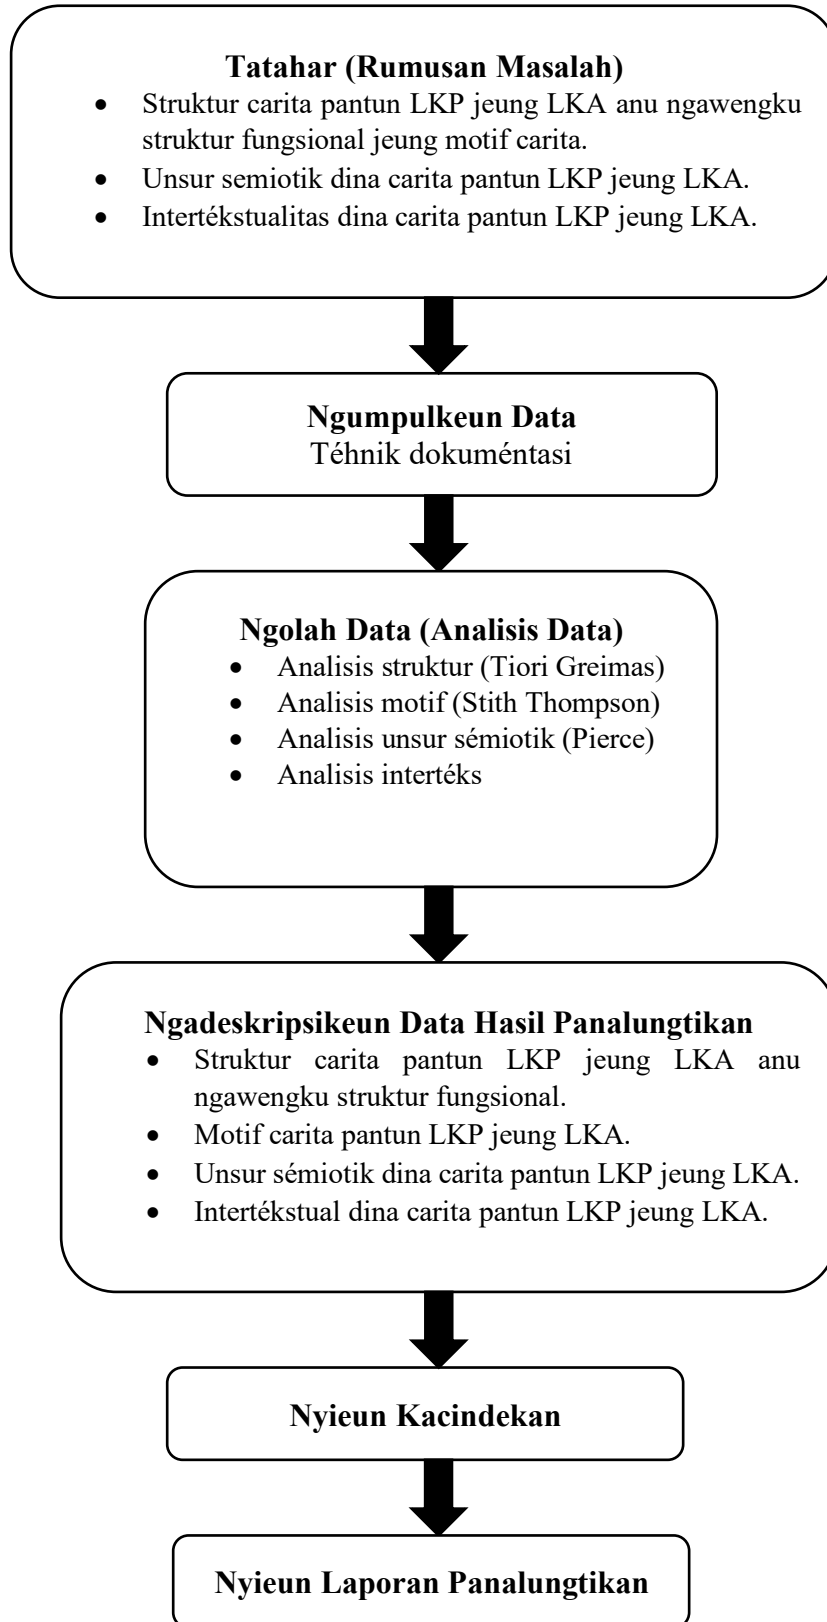 Tatahar (Rumusan Masalah)
• Struktur carita pantun LKP jeung LKA anu ngawengku
struktur fungsional jeung motif carita.
• Unsur semiotik dina carita pantun LKP jeung LKA.
• Intertékstualitas dina carita pantun LKP jeung LKA.
Ngumpulkeun Data
Téhnik dokuméntasi
Ngolah Data (Analisis Data)
• Analisis struktur (Tiori Greimas)
• Analisis motif (Stith Thompson)
• Analisis unsur sémiotik (Pierce)
• Analisis intertéks
Ngadeskripsikeun Data Hasil Panalungtikan
• Struktur carita pantun LKP jeung LKA anu
ngawengku struktur fungsional.
• Motif carita pantun LKP jeung LKA.
• Unsur sémiotik dina carita pantun LKP jeung LKA.
• Intertékstual dina carita pantun LKP jeung LKA.
Nyieun Kacindekan
Nyieun Laporan Panalungtikan